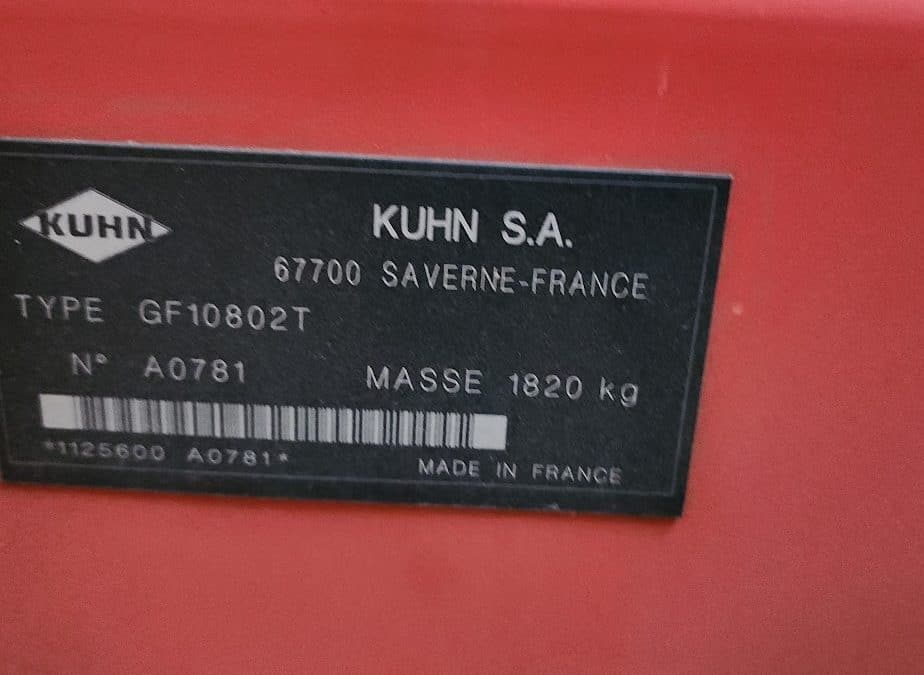 KUHN
KUHN S.A.
67700 SAVERNE-FRANCE
TYPE GF10802T
N° A0781
MASSE 1820 kg
*1125600 A0781*
MADE IN FRANCE